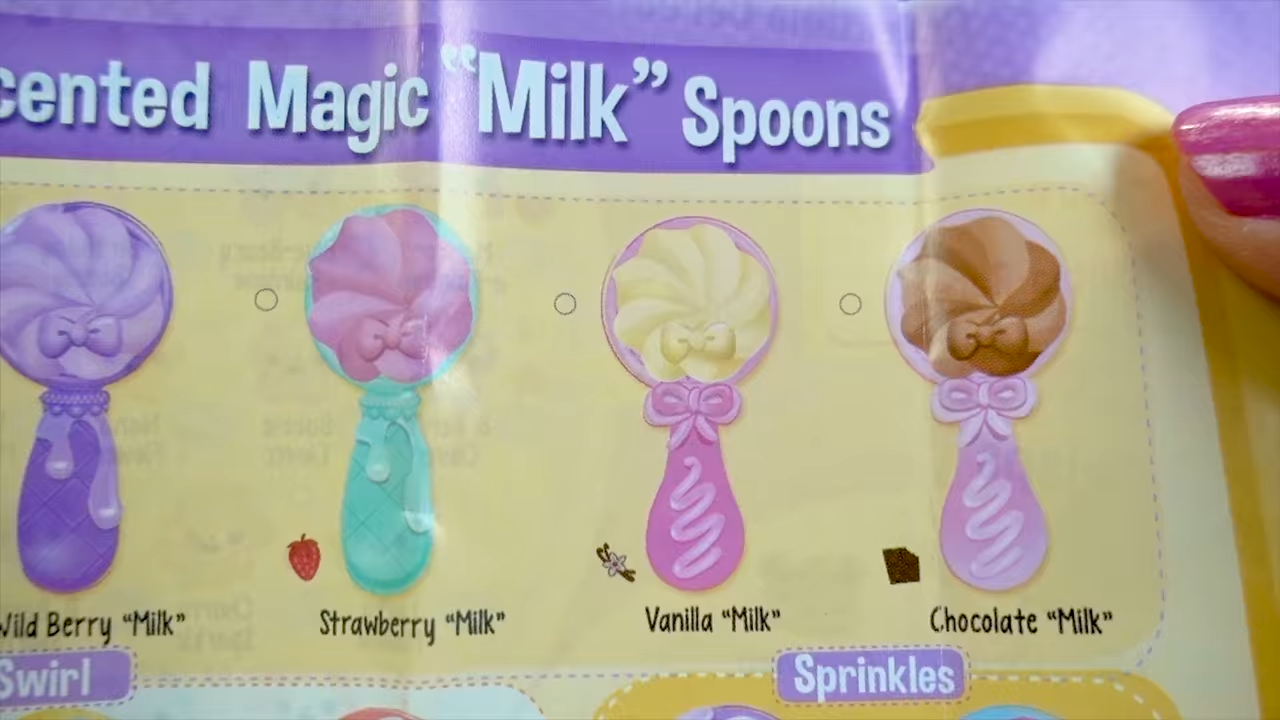 cented Magic “Milk” Spoons
Wild Berry “Milk”
Strawberry “Milk”
Vanilla “Milk”
Chocolate “Milk”
Swirl
Sprinkles